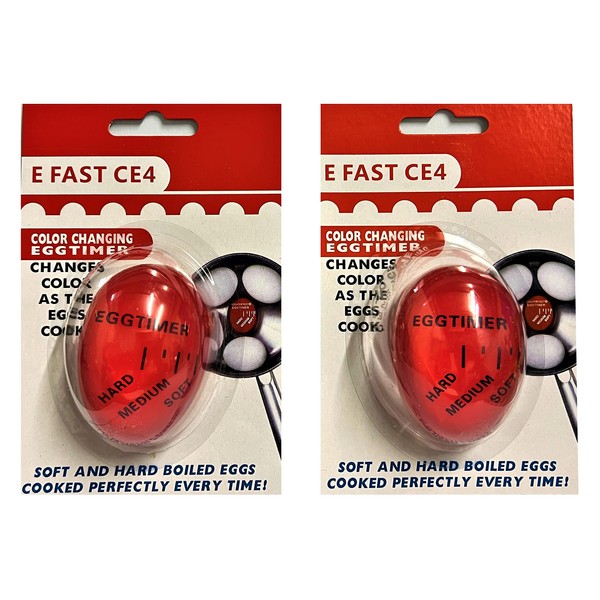 E FAST CE4
COLOR CHANGING
EGGTIMER
CHANGES
COLOR
AS THE
EGGS
COOK
EGGTIMER
HARD
MEDIUM
SOFT
SOFT AND HARD BOILED EGGS
COOKED PERFECTLY EVERY TIME!
E FAST CE4
COLOR CHANGING
EGGTIMER
CHANGES
COLOR
AS THE
EGGS
COOK
EGGTIMER
HARD
MEDIUM
SOFT
SOFT AND HARD BOILED EGGS
COOKED PERFECTLY EVERY TIME!